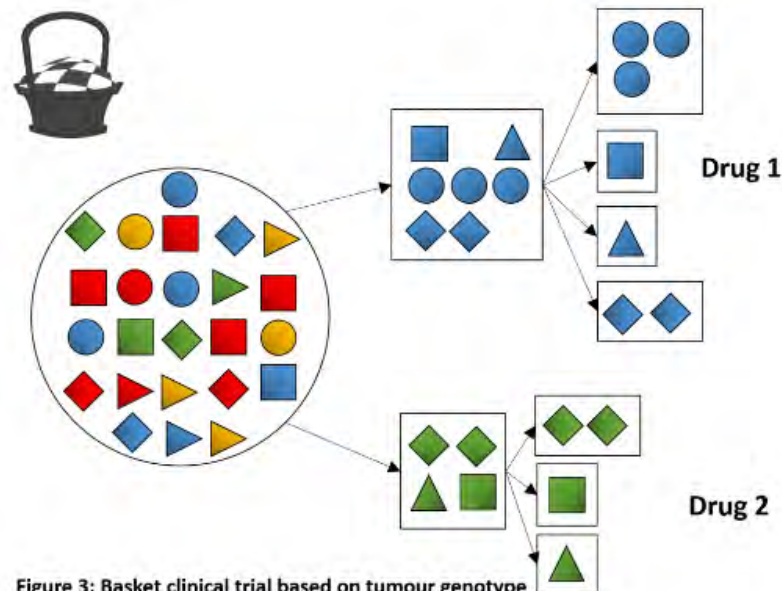 Drug 1
Drug 2
Figure 3: Basket clinical trial based on tumour genotype